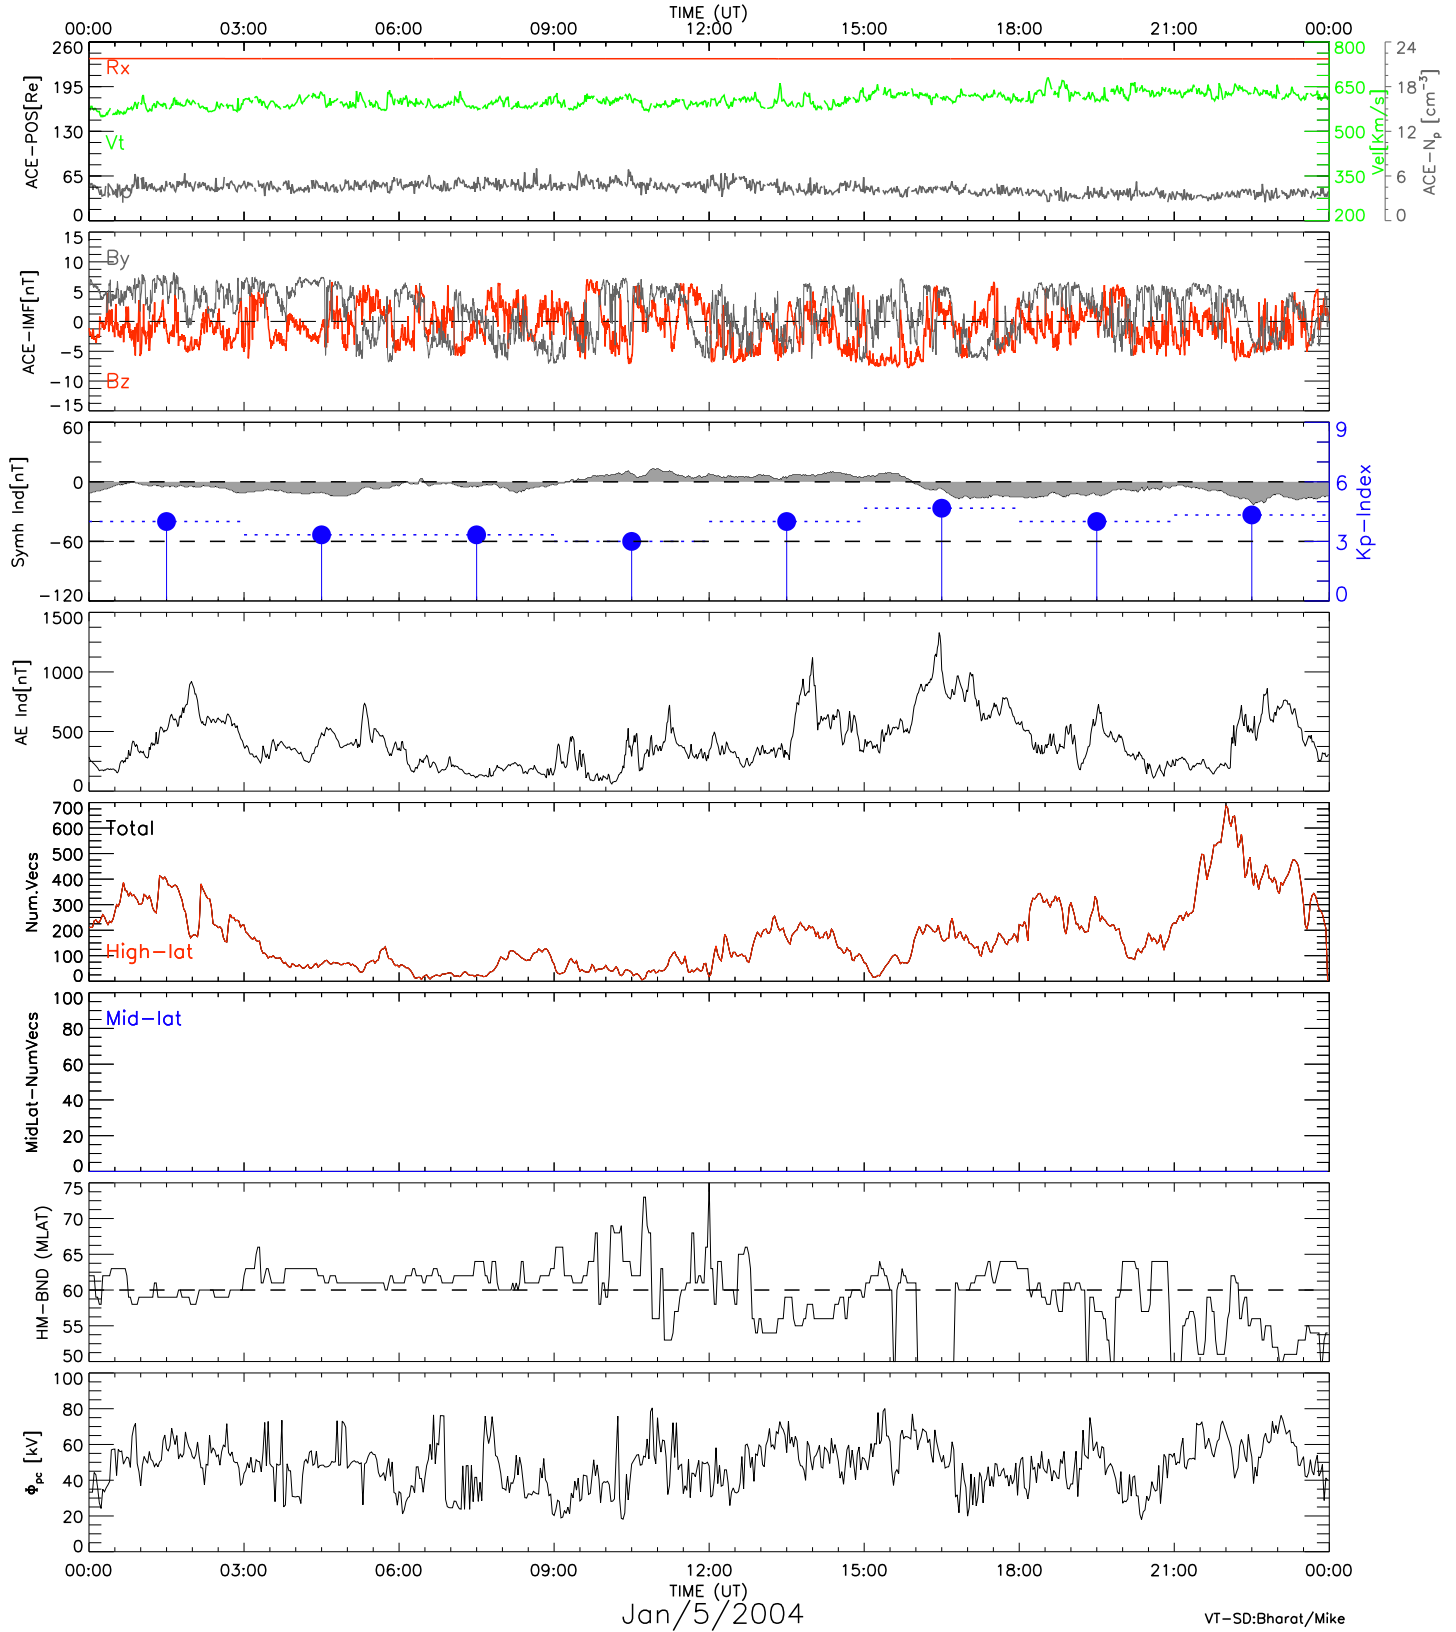 TIME (UT)
00:00 03:00 06:00 09:00 12:00 15:00 18:00 21:00 00:00
260 195 130 65 0
ACE-POS[Re]
Rx
Vt
800 650 500 350 200
Vel[Km/s]
24 18 12 6 0
ACE-Np [cm-3]
15 10 5 0 -5 -10 -15
ACE-IMF[nT]
By
Bz
60 0 -60 -120
Symh Ind[nT]
9 6 3 0
Kp-Index
1500 1000 500 0
AE Ind[nT]
700 600 500 400 300 200 100 0
Num.Vecs
Total
High-lat
100 80 60 40 20 0
MidLat-NumVecs
Mid-lat
75 70 65 60 55 50
HM-BND (MLAT)
100 80 60 40 20 0
Φpc [kV]
00:00 03:00 06:00 09:00 12:00 15:00 18:00 21:00 00:00
TIME (UT)
Jan/5/2004
VT-SD:Bharat/Mike